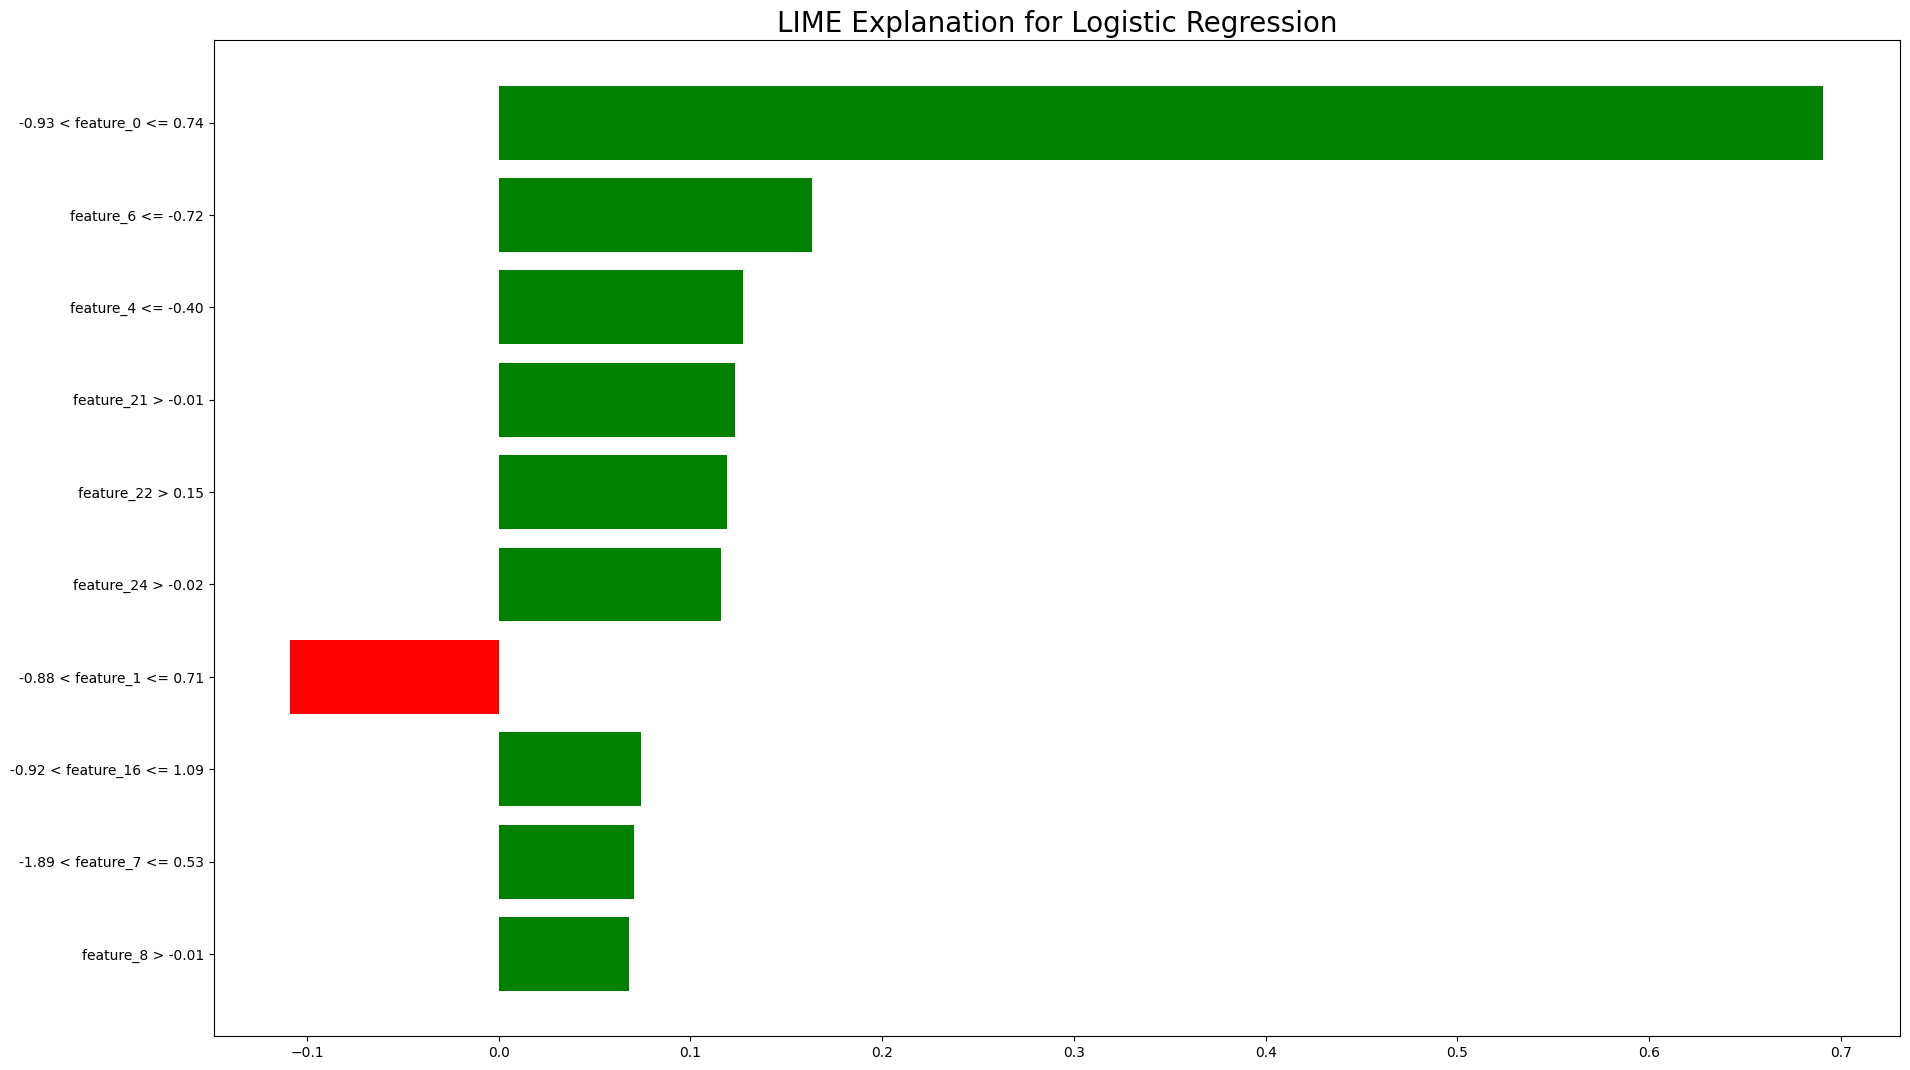 LIME Explanation for Logistic Regression
-0.93 < feature_0 <= 0.74
feature_6 <= -0.72
feature_4 <= -0.40
feature_21 > -0.01
feature_22 > 0.15
feature_24 > -0.02
-0.88 < feature_1 <= 0.71
-0.92 < feature_16 <= 1.09
-1.89 < feature_7 <= 0.53
feature_8 > -0.01
−0.1 0.0 0.1 0.2 0.3 0.4 0.5 0.6 0.7